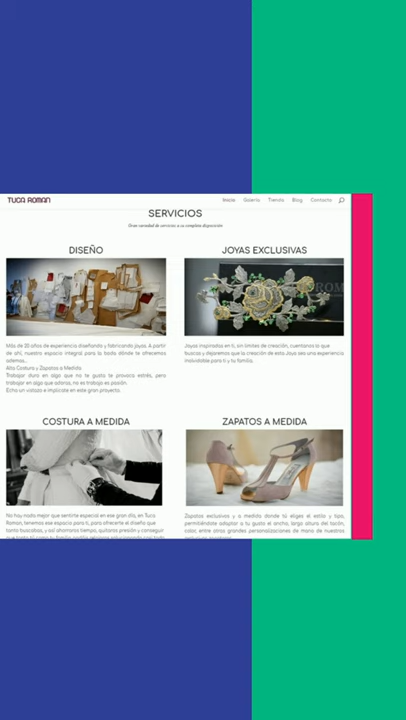 TUCA ROMAN
Inicio Galería Tienda Blog Contacto
SERVICIOS
Gran variedad de servicios a su completa disposición
DISEÑO
JOYAS EXCLUSIVAS
Más de 20 años de experiencia diseñando y fabricando joyas. A partir
de ahí, nuestro espacio integral para la boda dónde te ofrecemos
además...
Alta Costura y Zapatos a Medida
Trabajar duro en algo que no te gusta te provoca estrés, pero
trabajar en algo que adoras, no es trabajo es pasión.
Echa un vistazo e implícate en este gran proyecto.
Joyas inspiradas en ti, sin límites de creación, cuentanos lo que
buscas y dejaremos que la creación de esta Joya sea una experiencia
inolvidable para ti y tu familia.
COSTURA A MEDIDA
ZAPATOS A MEDIDA
No hay nada mejor que sentirte especial en ese gran día, en Tuca
Roman, tenemos ese espacio para ti, para ofrecerte el diseño que
tanto buscabas, y así ahorrarás tiempo, quitarás presión y conseguir
Zapatos exclusivos y a medida donde tú eliges el estilo y tipo,
permitiéndote adaptar a tu gusto el ancho, largo altura del tacón,
color, entre otras grandes personalizaciones de mano de nuestros